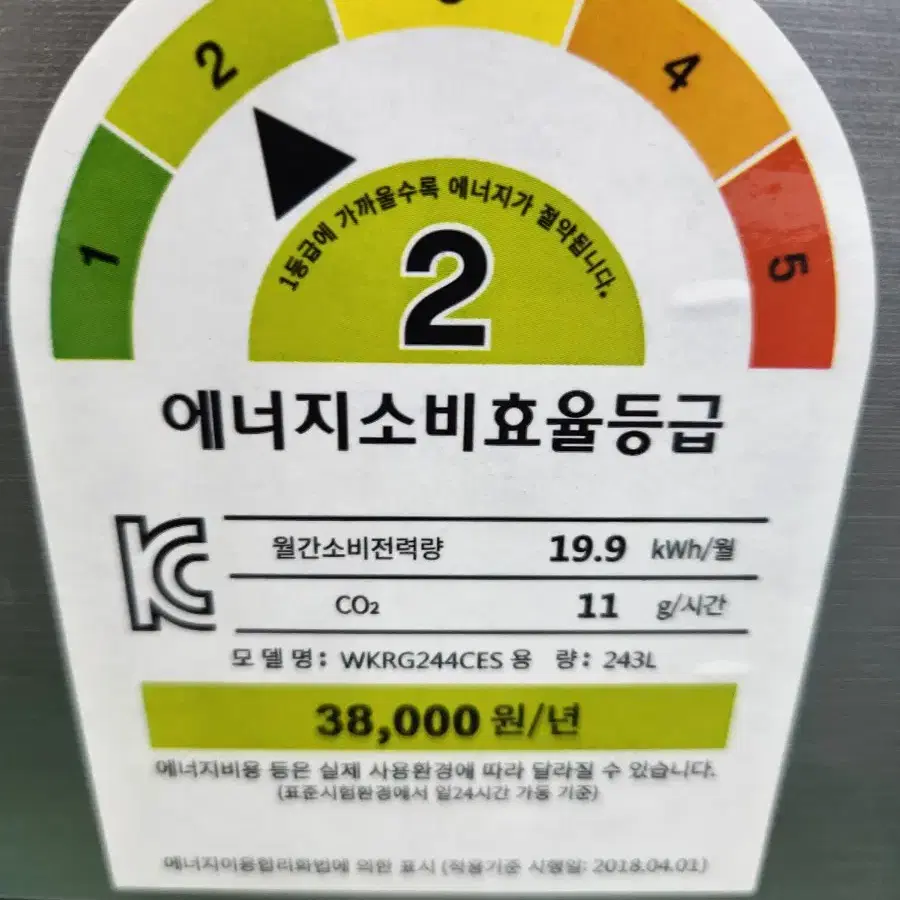 1
2
4
5
1등급에 가까울수록 에너지가 절약됩니다.
2
에너지소비효율등급
월간소비전력량 19.9 kWh/월
CO₂ 11 g/시간
모 델 명 : WKRG244CES 용 량 : 243L
38,000 원/년
에너지비용 등은 실제 사용환경에 따라 달라질 수 있습니다.
(표준시험환경에서 일24시간 가동 기준)
에너지이용합리화법에 의한 표시 (적용기준 시행일: 2018.04.01)